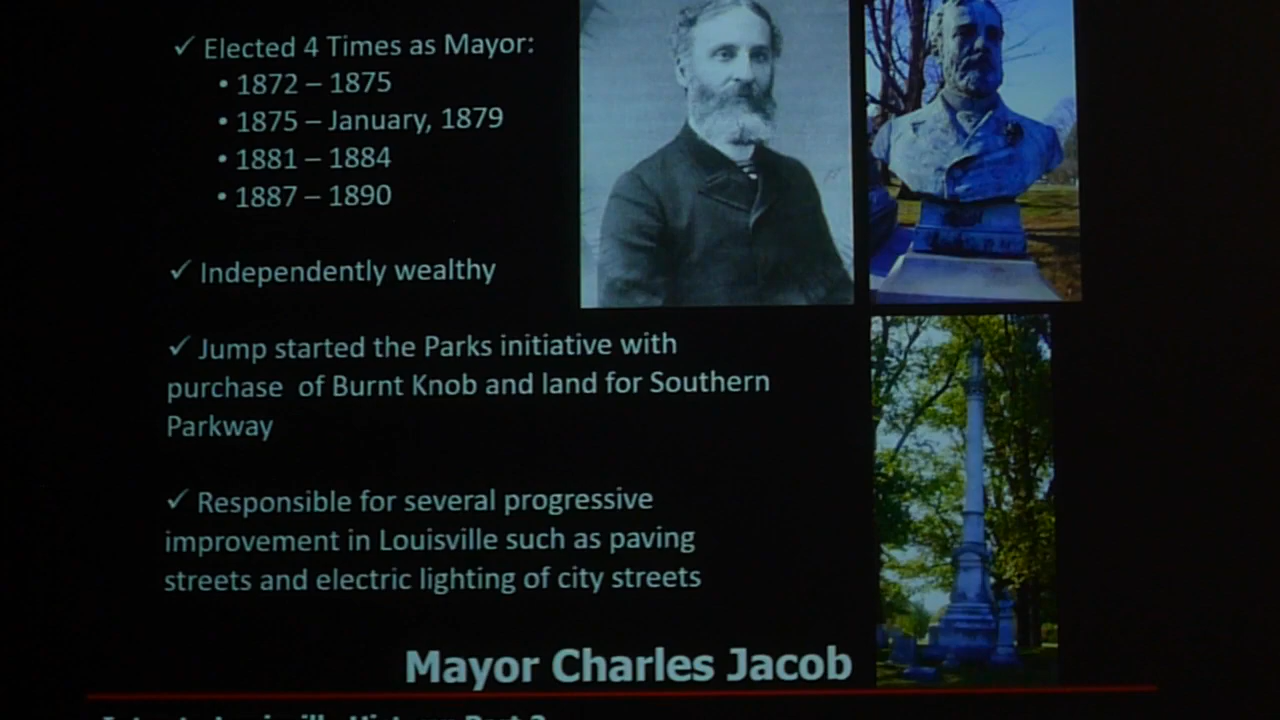 ✓ Elected 4 Times as Mayor:
• 1872 – 1875
• 1875 – January, 1879
• 1881 – 1884
• 1887 – 1890
✓ Independently wealthy
✓ Jump started the Parks initiative with
purchase of Burnt Knob and land for Southern
Parkway
✓ Responsible for several progressive
improvement in Louisville such as paving
streets and electric lighting of city streets
Mayor Charles Jacob